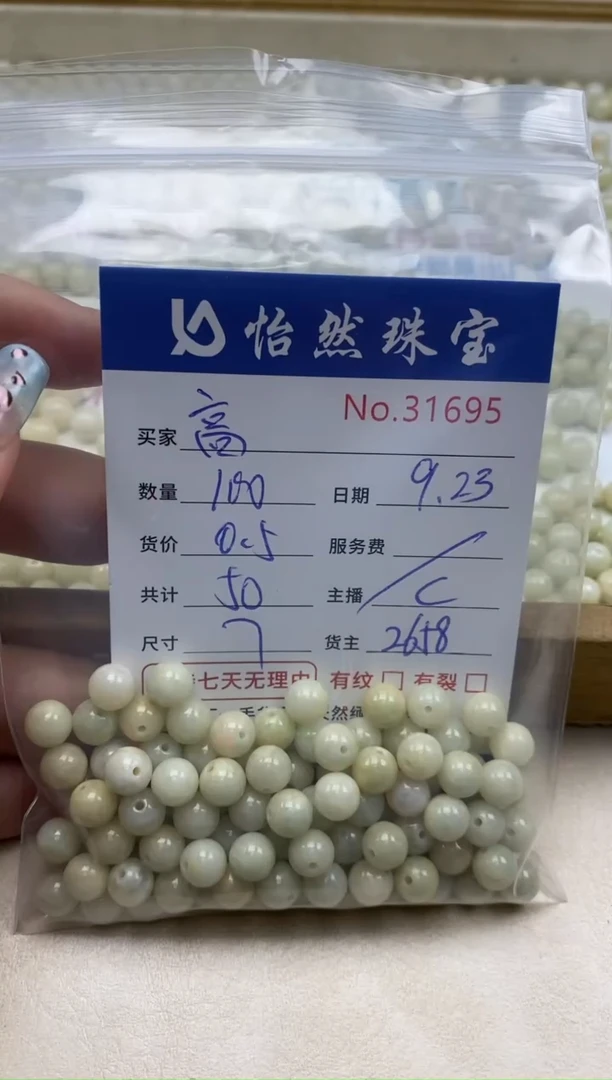 怡然珠宝
No.31695
买家 高
数量 100 日期 9.23
货价 0.5 服务费 /
共计 50 主播 C
尺寸 7 货主 2658
七天无理由 有纹 □ 有裂 □